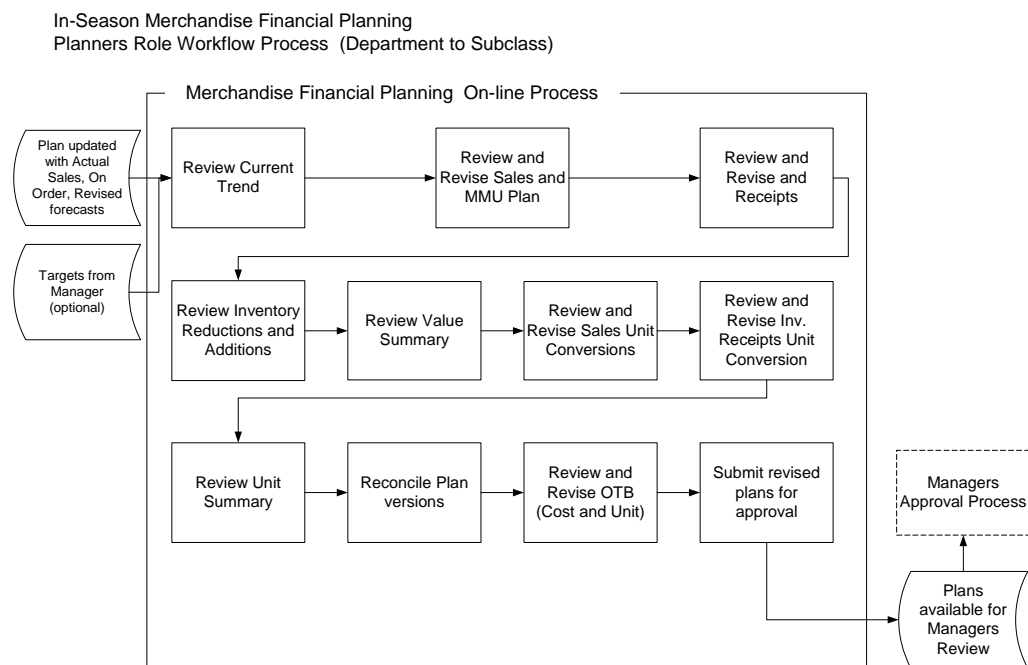 In-Season Merchandise Financial Planning
Planners Role Workflow Process  (Department to Subclass)
Merchandise Financial Planning  On-line Process
Plan updated
with Actual
Sales, On
Order, Revised
forecasts
Review Current
Trend
Review and
Revise Sales and
MMU Plan
Review and
Revise and
Receipts
Targets from
Manager
(optional)
Review Inventory
Reductions and
Additions
Review Value
Summary
Review and
Revise Sales Unit
Conversions
Review and
Revise Inv.
Receipts Unit
Conversion
Review Unit
Summary
Reconcile Plan
versions
Review and
Revise OTB
(Cost and Unit)
Submit revised
plans for
approval
Managers
Approval Process
Plans
available for
Managers
Review